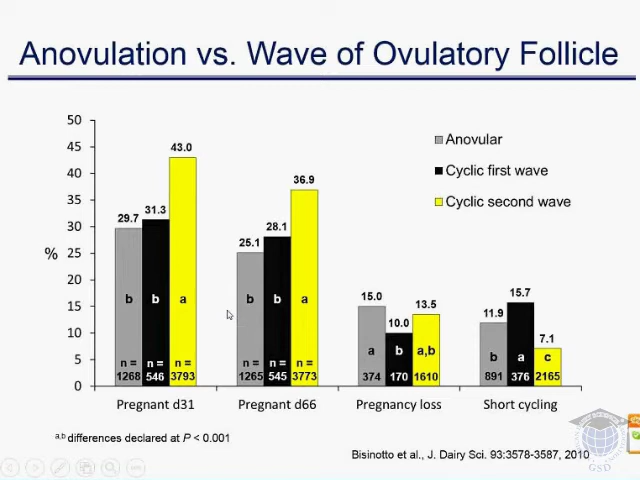 Anovulation vs. Wave of Ovulatory Follicle
50
45
40
35
30
25
20
15
10
5
0
%
Anovular
Cyclic first wave
Cyclic second wave
29.7 31.3 43.0
b b a
n = n = n =
1268 546 3793
25.1 28.1 36.9
b b a
n = n = n =
1265 545 3773
15.0 10.0 13.5
a b a,b
374 170 1610
11.9 15.7 7.1
b a c
891 376 2165
Pregnant d31 Pregnant d66 Pregnancy loss Short cycling
a,b differences declared at P < 0.001
Bisinotto et al., J. Dairy Sci. 93:3578-3587, 2010
GSD